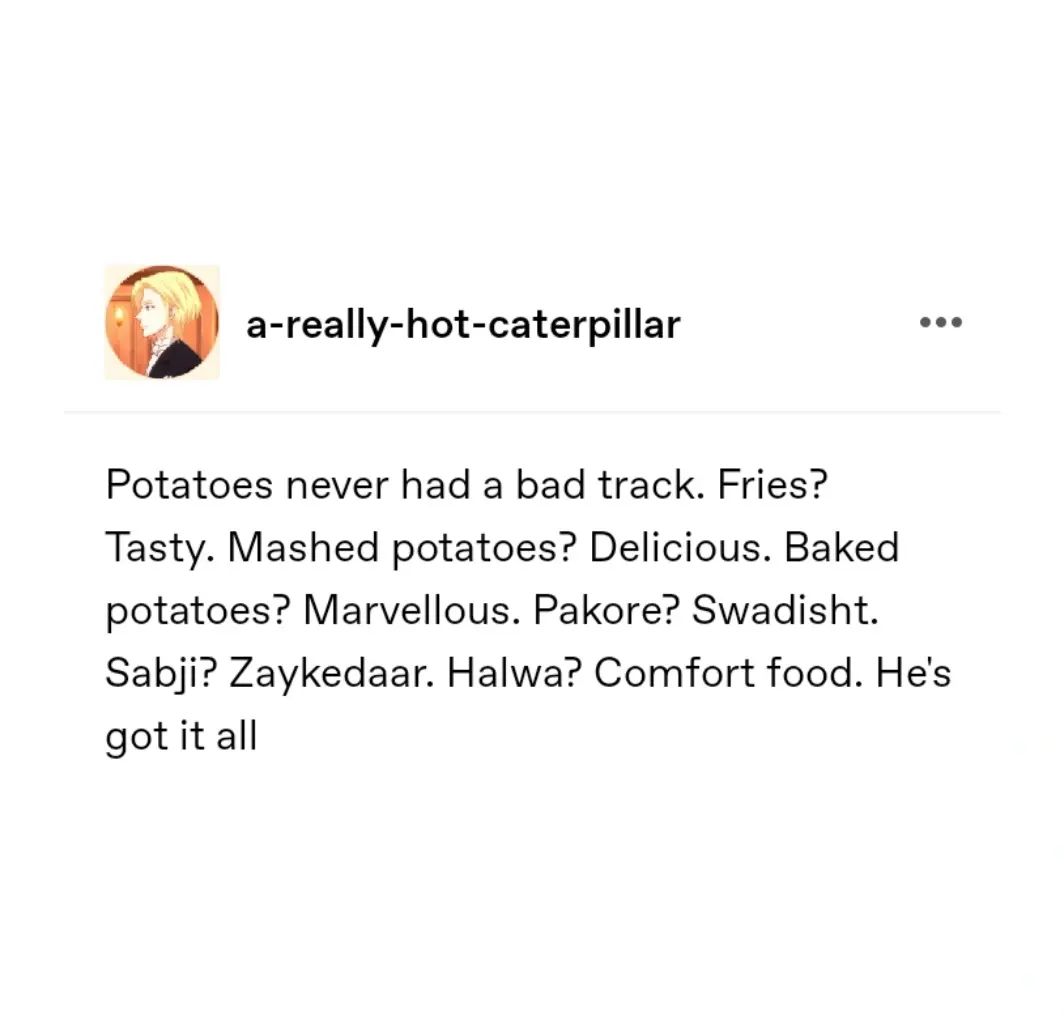 a-really-hot-caterpillar
Potatoes never had a bad track. Fries?
Tasty. Mashed potatoes? Delicious. Baked
potatoes? Marvellous. Pakore? Swadisht.
Sabji? Zaykedaar. Halwa? Comfort food. He's
got it all